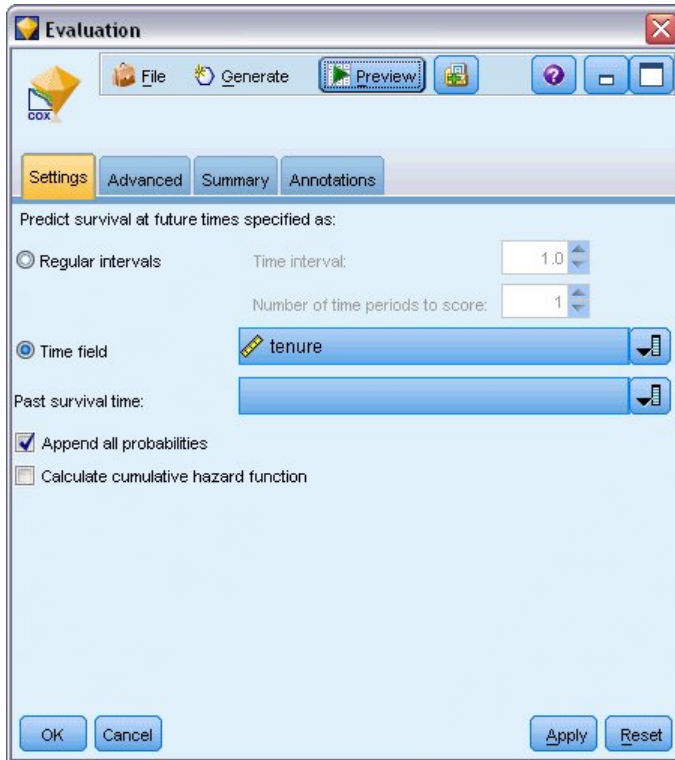 Evaluation
File Generate Preview
COX
Settings Advanced Summary Annotations
Predict survival at future times specified as:
Regular intervals Time interval: 1.0
Number of time periods to score: 1
Time field tenure
Past survival time:
Append all probabilities
Calculate cumulative hazard function
OK Cancel Apply Reset